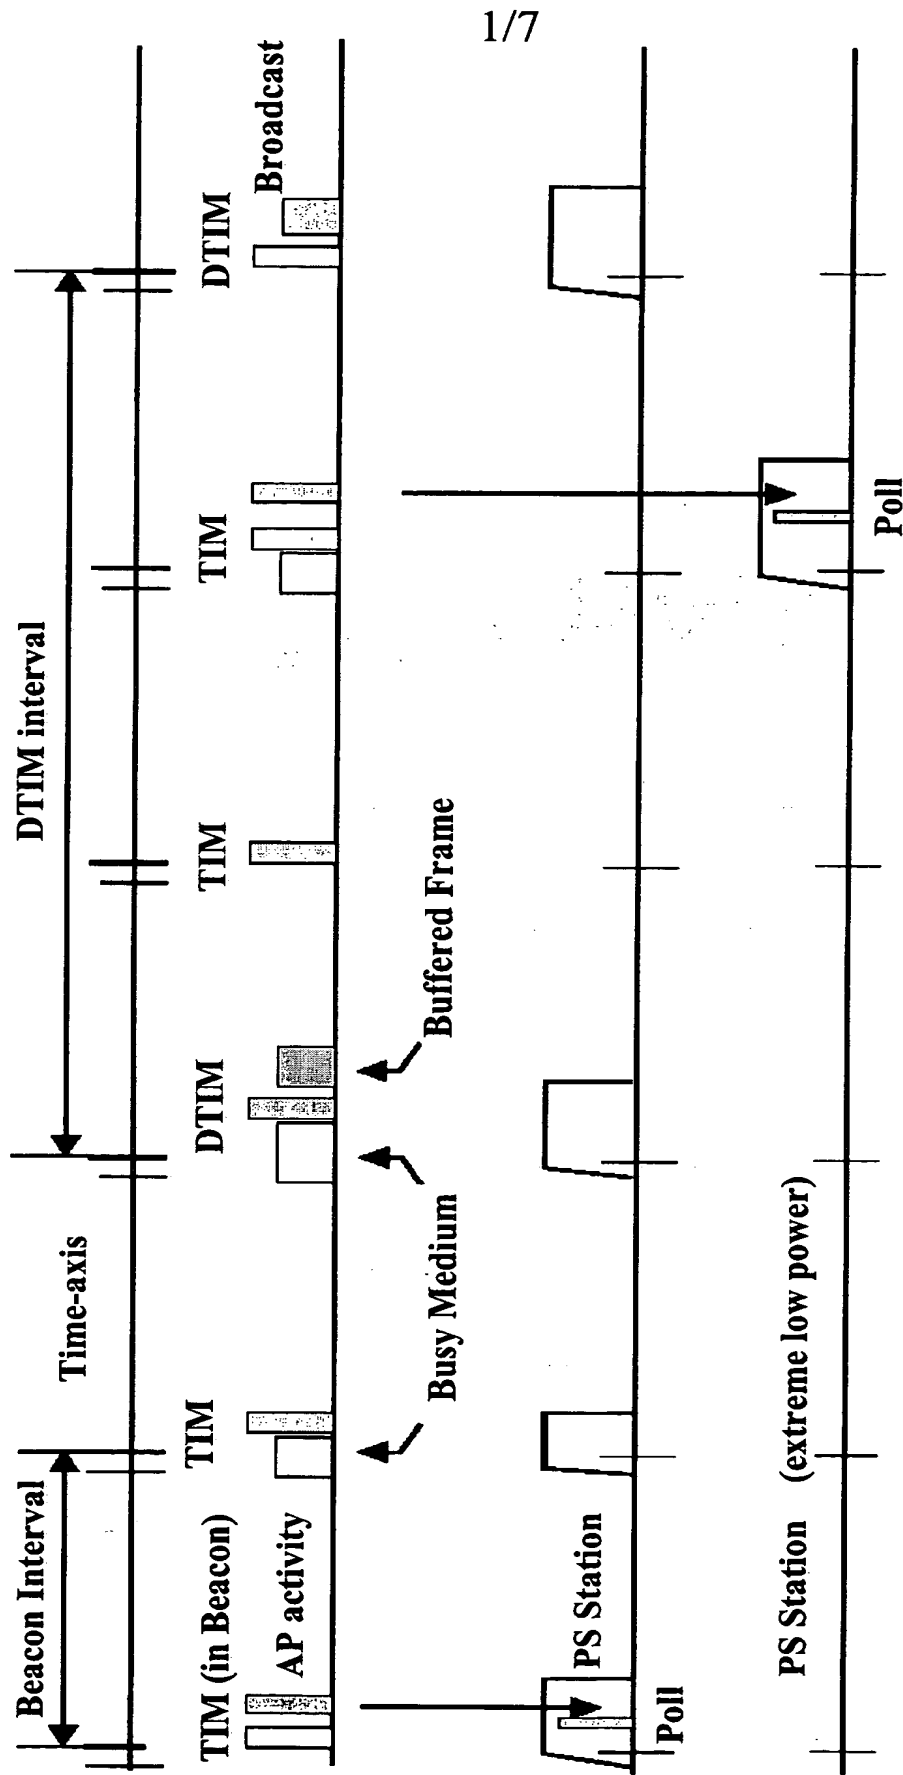 1/7
Beacon Interval
Time-axis
DTIM interval
TIM (in Beacon)
TIM
DTIM
TIM
TIM
DTIM
AP activity
Broadcast
Busy Medium
Buffered Frame
PS Station
Poll
PS Station (extreme low power)
Poll